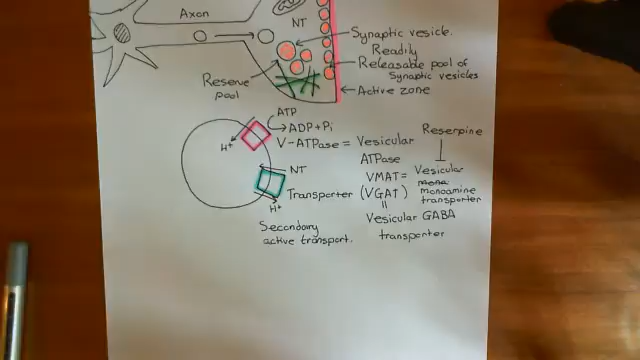 Axon
NT
Synaptic vesicle.
Readily
Releasable pool of
Synaptic vesicles
Reserve
pool
Active zone
ATP
ADP+Pi
H+
V-ATPase = Vesicular
ATPase
Reserpine
NT
VMAT = Vesicular
mono
monoamine
transporter
Transporter (VGAT)
H+
=
Vesicular GABA
transporter
Secondary
active transport.